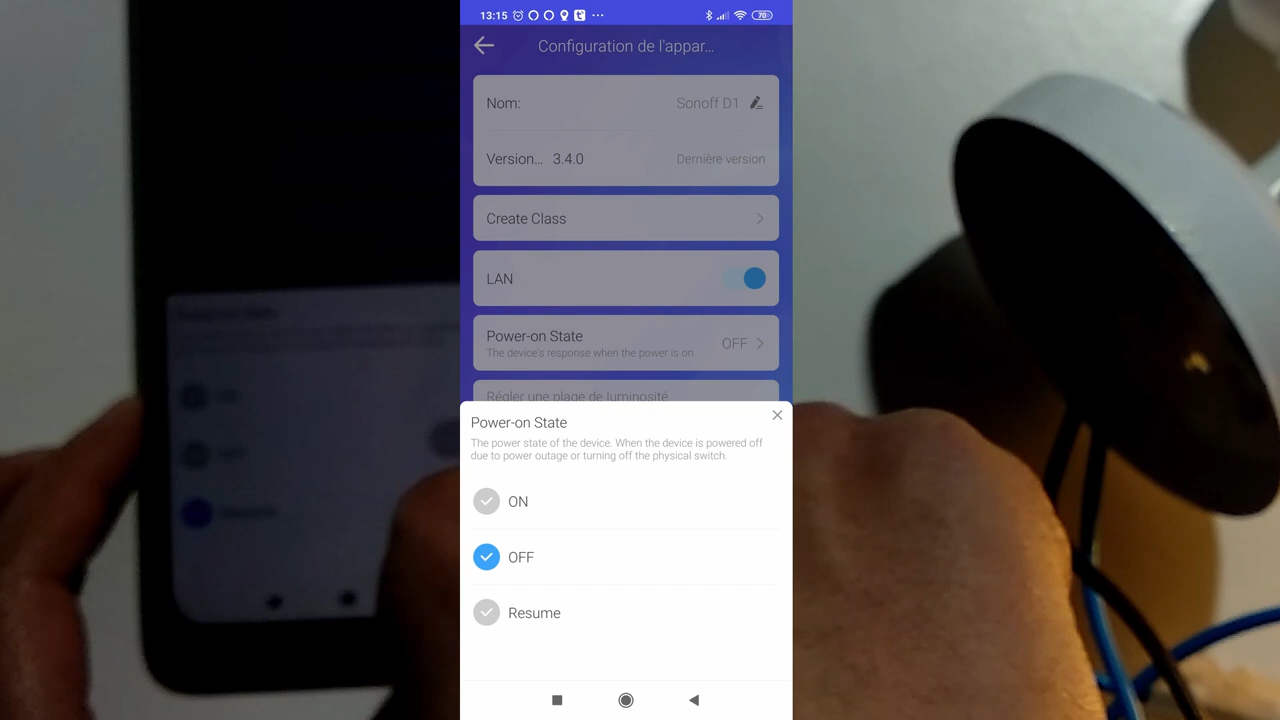 13:15
70
Configuration de l'appar...
Nom:
Sonoff D1
Version... 3.4.0
Dernière version
Create Class
LAN
Power-on State
The device's response when the power is on
OFF
Régler une plage de luminosité
Power-on State
The power state of the device. When the device is powered off
due to power outage or turning off the physical switch.
ON
OFF
Resume